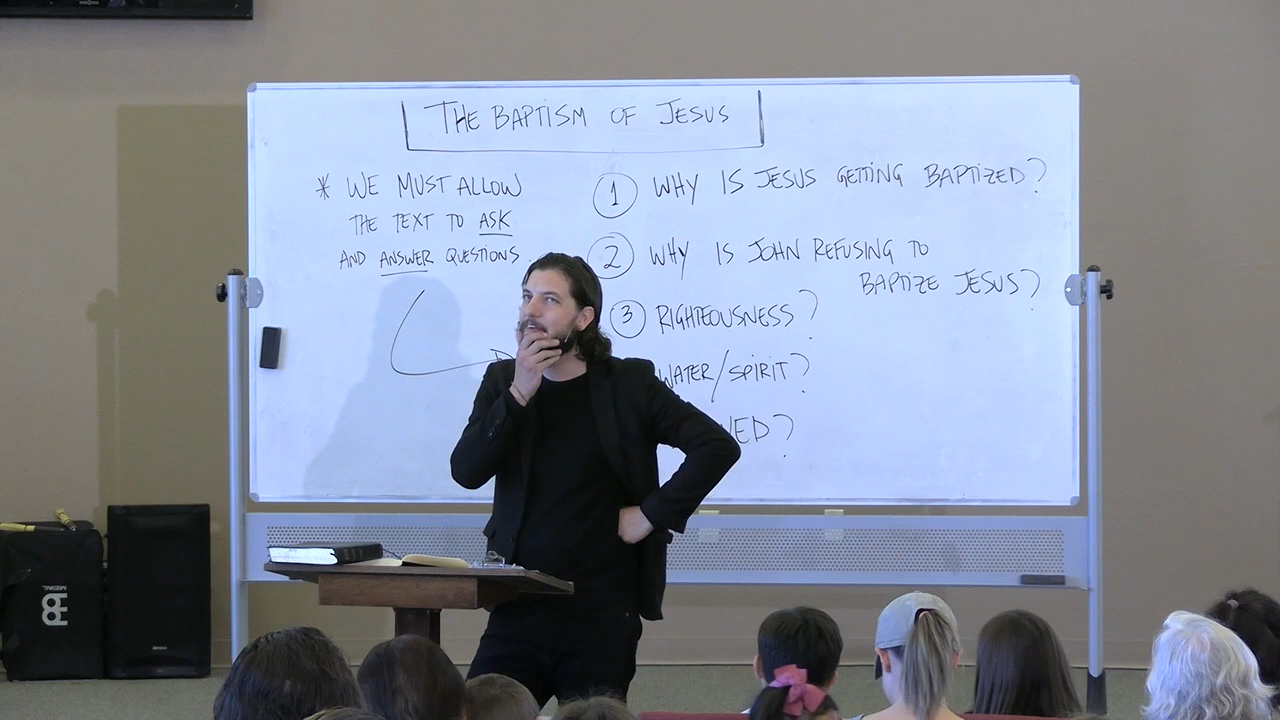 THE BAPTISM OF JESUS
* WE MUST ALLOW
THE TEXT TO ASK
AND ANSWER QUESTIONS.
1 WHY IS JESUS GETTING BAPTIZED?
2 WHY IS JOHN REFUSING TO
BAPTIZE JESUS?
3 RIGHTEOUSNESS?
WATER/SPIRIT?
MEINL